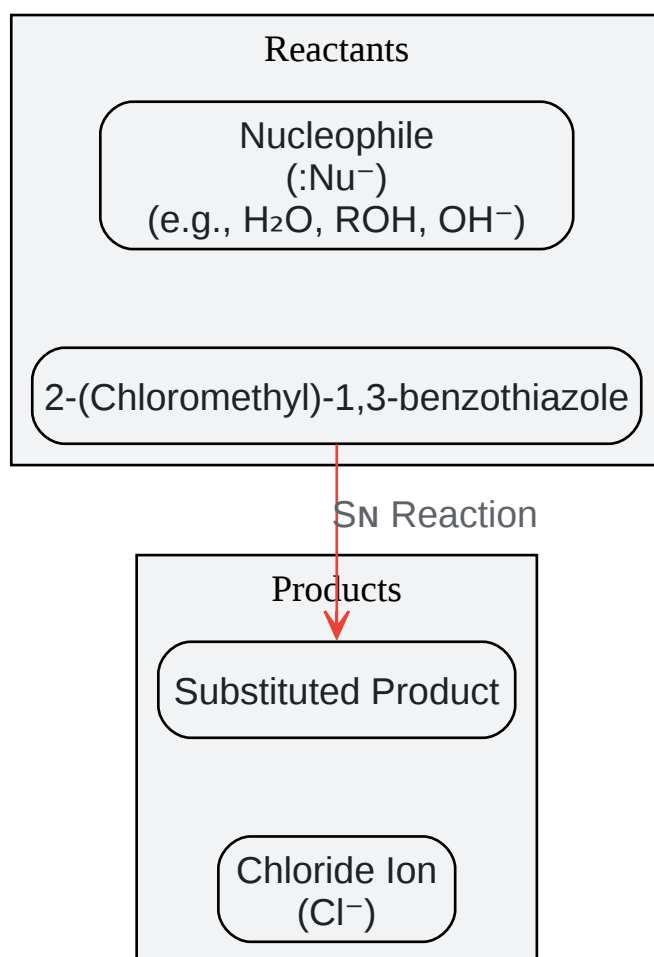 Reactants
Nucleophile
(:Nu⁻)
(e.g., H₂O, ROH, OH⁻)
2-(Chloromethyl)-1,3-benzothiazole
Sɴ Reaction
Products
Substituted Product
Chloride Ion
(Cl⁻)